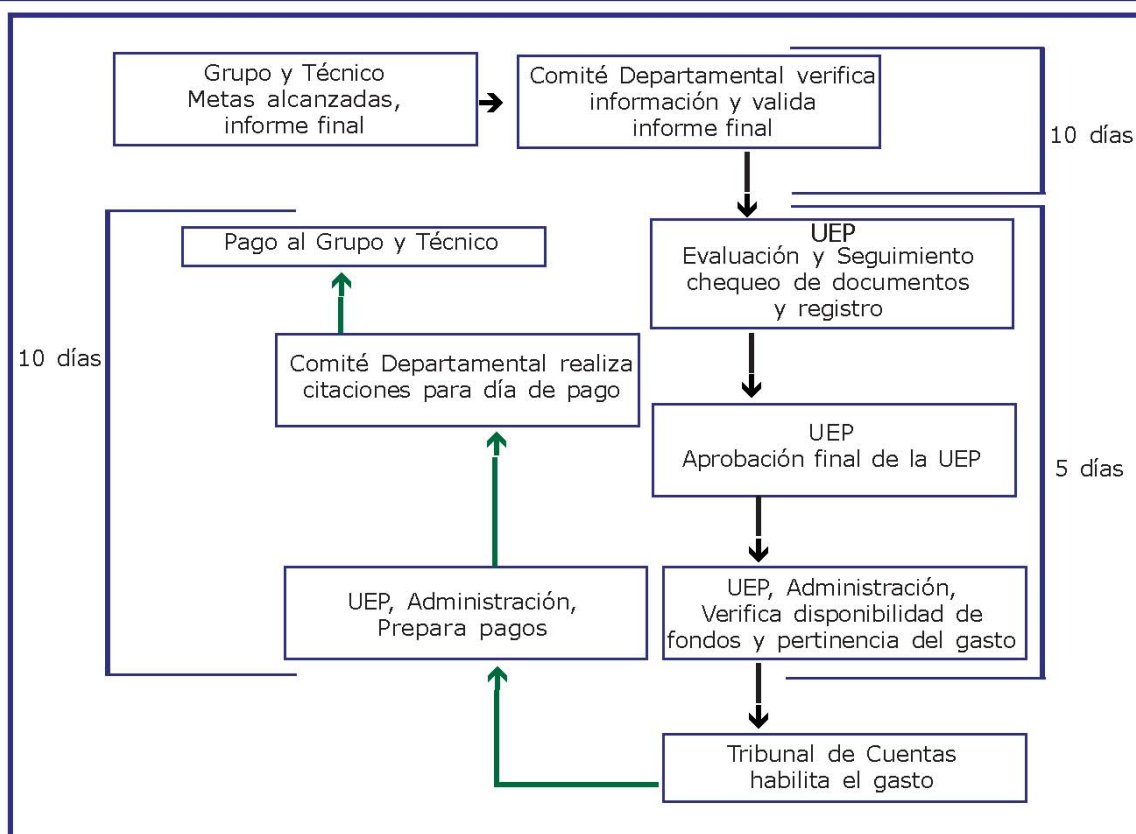 Grupo y Técnico
Metas alcanzadas,
informe final
Comité Departamental verifica
información y valida
informe final
10 días
UEP
Evaluación y Seguimiento
chequeo de documentos
y registro
UEP
Aprobación final de la UEP
5 días
UEP, Administración,
Verifica disponibilidad de
fondos y pertinencia del gasto
Tribunal de Cuentas
habilita el gasto
UEP, Administración,
Prepara pagos
Comité Departamental realiza
citaciones para día de pago
Pago al Grupo y Técnico
10 días